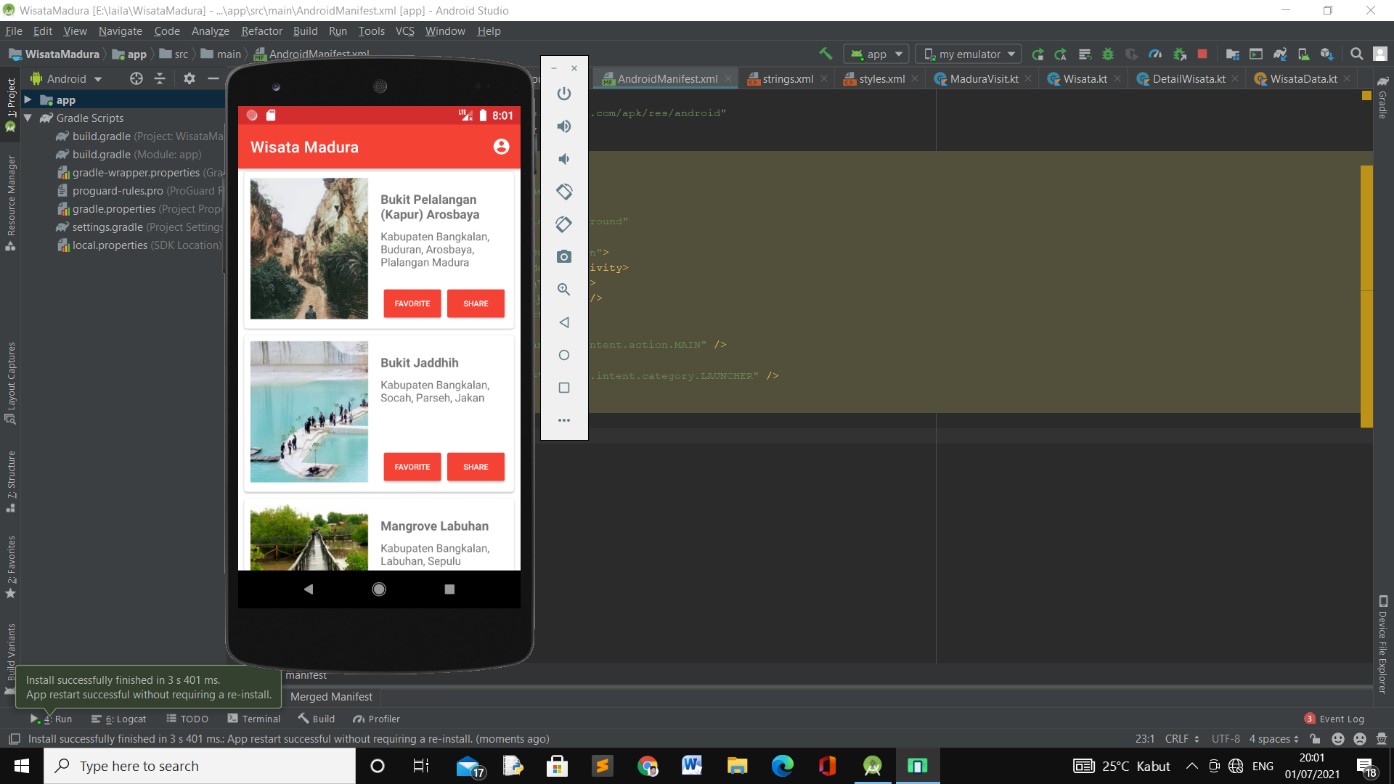 WisataMadura [E:\laila\WisataMadura] - ...\app\src\main\AndroidManifest.xml [app] - Android Studio
File Edit View Navigate Code Analyze Refactor Build Run Tools VCS Window Help
WisataMadura app src main AndroidManifest.xml
app my emulator
Android
AndroidManifest.xml strings.xml styles.xml MaduraVisit.kt Wisata.kt DetailWisata.kt WisataData.kt
1: Project
Resource Manager
Layout Captures
7: Structure
2: Favorites
Build Variants
Gradle
Device File Explorer
app
Gradle Scripts
build.gradle (Project: WisataMa
build.gradle (Module: app)
gradle-wrapper.properties (Gra
proguard-rules.pro (ProGuard R
gradle.properties (Project Prop
settings.gradle (Project Setting
local.properties (SDK Location)
8:01
Wisata Madura
Bukit Pelalangan
(Kapur) Arosbaya
Kabupaten Bangkalan,
Buduran, Arosbaya,
Plalangan Madura
FAVORITE SHARE
Bukit Jaddhih
Kabupaten Bangkalan,
Socah, Parseh, Jakan
FAVORITE SHARE
Mangrove Labuhan
Kabupaten Bangkalan,
Labuhan, Sepulu
.com/apk/res/android"
round"
n">
ivity>
>
/>
ntent.action.MAIN" />
.intent.category.LAUNCHER" />
manifest
Merged Manifest
Install successfully finished in 3 s 401 ms.
App restart successful without requiring a re-install.
4: Run 6: Logcat TODO Terminal Build Profiler 3 Event Log
Install successfully finished in 3 s 401 ms.: App restart successful without requiring a re-install. (moments ago) 23:1 CRLF UTF-8 4 spaces
Type here to search
17
25°C Kabut
ENG
20:01
01/07/2021
18